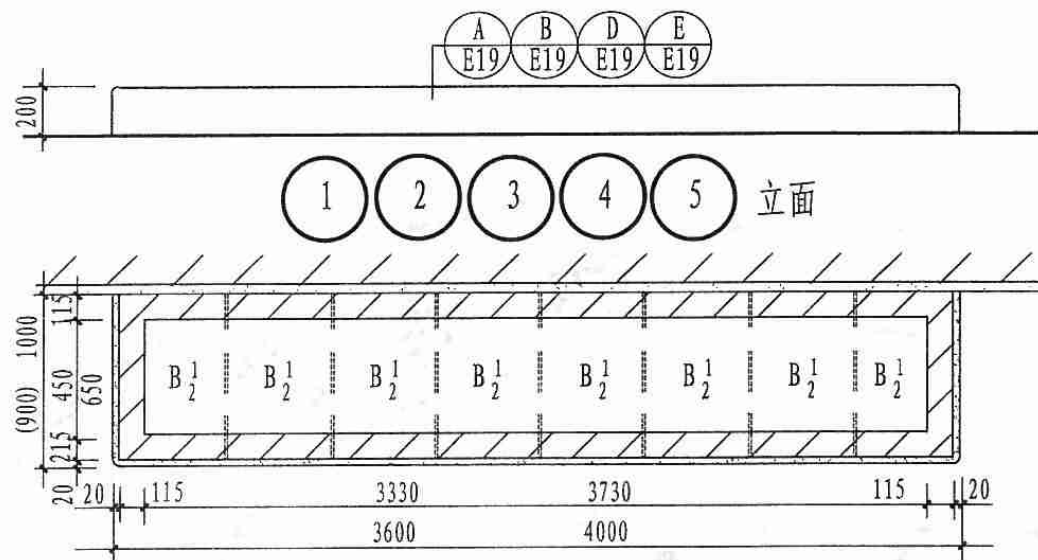 A B D E
E19 E19 E19 E19
200
1 2 3 4 5 立面
115
1000
450
650
(900)
215
20
B 1/2 B 1/2 B 1/2 B 1/2 B 1/2 B 1/2 B 1/2 B 1/2
20 115 3330 3730 115 20
3600 4000